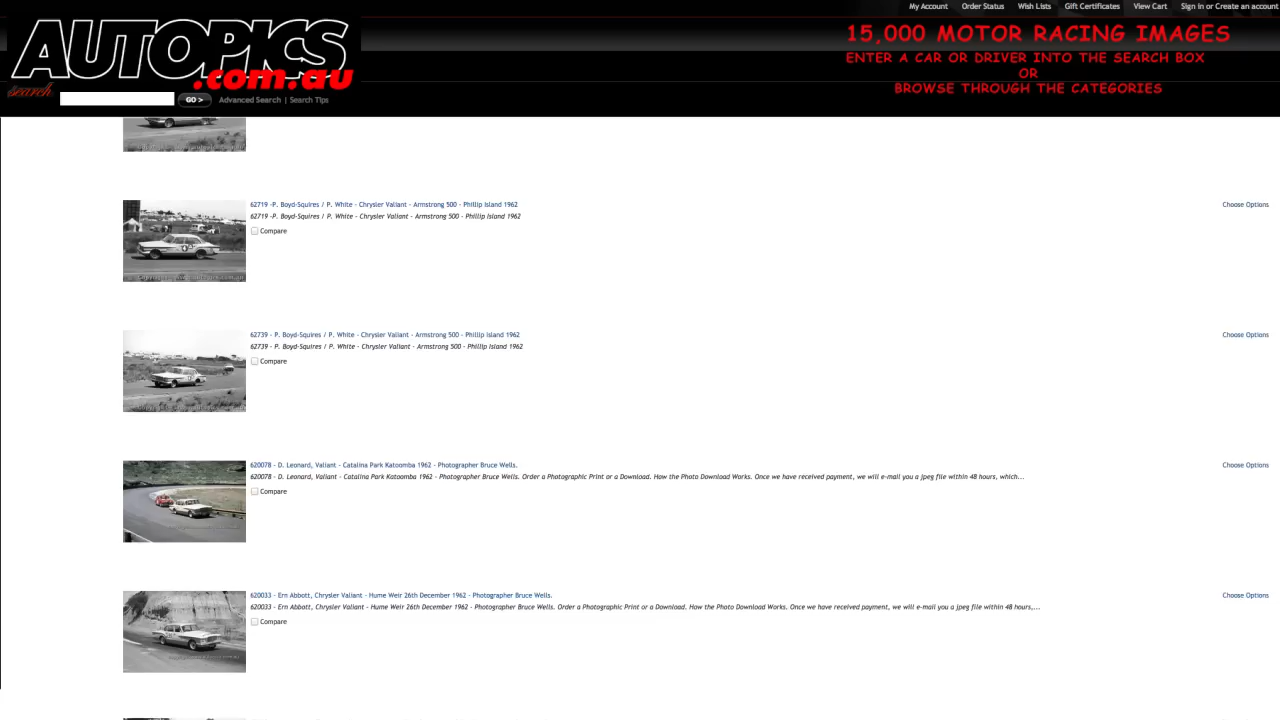 My Account Order Status Wish Lists Gift Certificates View Cart Sign in or Create an account
AUTOPICS
.com.au
15,000 MOTOR RACING IMAGES
ENTER A CAR OR DRIVER INTO THE SEARCH BOX
OR
BROWSE THROUGH THE CATEGORIES
search GO > Advanced Search | Search Tips
62719 -P. Boyd-Squires / P. White - Chrysler Valiant - Armstrong 500 - Phillip Island 1962 Choose Options
62719 -P. Boyd-Squires / P. White - Chrysler Valiant - Armstrong 500 - Phillip Island 1962
Compare
62739 - P. Boyd-Squires / P. White - Chrysler Valiant - Armstrong 500 - Phillip Island 1962 Choose Options
62739 - P. Boyd-Squires / P. White - Chrysler Valiant - Armstrong 500 - Phillip Island 1962
Compare
620078 - D. Leonard, Valiant - Catalina Park Katoomba 1962 - Photographer Bruce Wells. Choose Options
620078 - D. Leonard, Valiant - Catalina Park Katoomba 1962 - Photographer Bruce Wells. Order a Photographic Print or a Download. How the Photo Download Works. Once we have received payment, we will e-mail you a jpeg file within 48 hours, which...
Compare
620033 - Ern Abbott, Chrysler Valiant - Hume Weir 26th December 1962 - Photographer Bruce Wells. Choose Options
620033 - Ern Abbott, Chrysler Valiant - Hume Weir 26th December 1962 - Photographer Bruce Wells. Order a Photographic Print or a Download. How the Photo Download Works. Once we have received payment, we will e-mail you a jpeg file within 48 hours,...
Compare